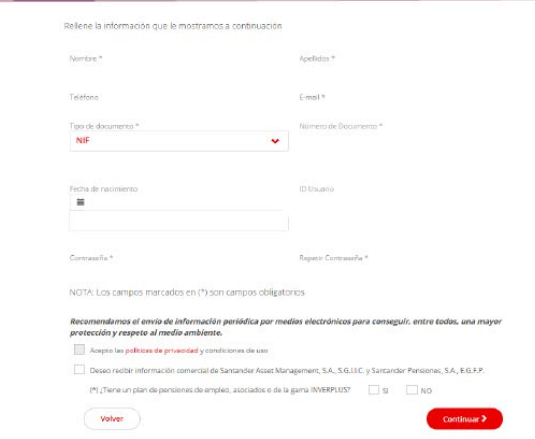 Rellene la información que le mostramos a continuación
Nombre *
Apellidos *
Teléfono
E-mail *
Tipo de documento *
Número de Documento *
NIF
Fecha de nacimiento
ID Usuario
Contraseña *
Repetir Contraseña *
NOTA: Los campos marcados en (*) son campos obligatorios
Recomendamos el envío de información periódica por medios electrónicos para conseguir, entre todos, una mayor
protección y respeto al medio ambiente.
Acepto las políticas de privacidad y condiciones de uso
Deseo recibir información comercial de Santander Asset Management, S.A., S.G.I.I.C. y Santander Pensiones, S.A., E.G.F.P.
(*) ¿Tiene un plan de pensiones de empleo, asociados o de la gama INVERPLUS?
SI
NO
Volver
Continuar